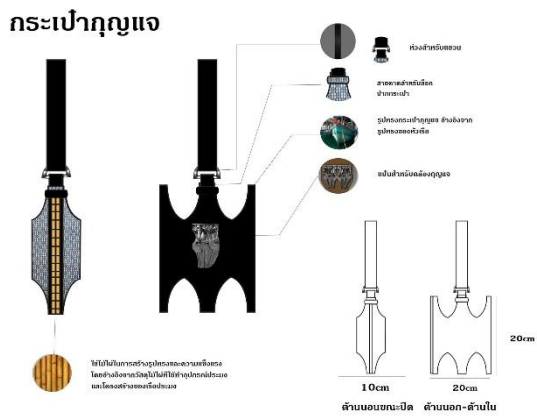 กระเป๋ากุญแจ
ห่วงสำหรับแขวน
สายคาดสำหรับล็อค
ปากกระเป๋า
รูปทรงกระเป๋ากุญแจ อ้างอิงจาก
รูปทรงของหัวเรือ
แป้นสำหรับคล้องกุญแจ
ใช้ไม้ไผ่ในการสร้างรูปทรงและความแข็งแรง
โดยอ้างอิงจากวัสดุไม้ไผ่ที่ใช้ทำอุปกรณ์ประมง
และโครงสร้างของเรือประมง
20cm
10cm
20cm
ด้านนอนขณะปิด ด้านนอก-ด้านใน